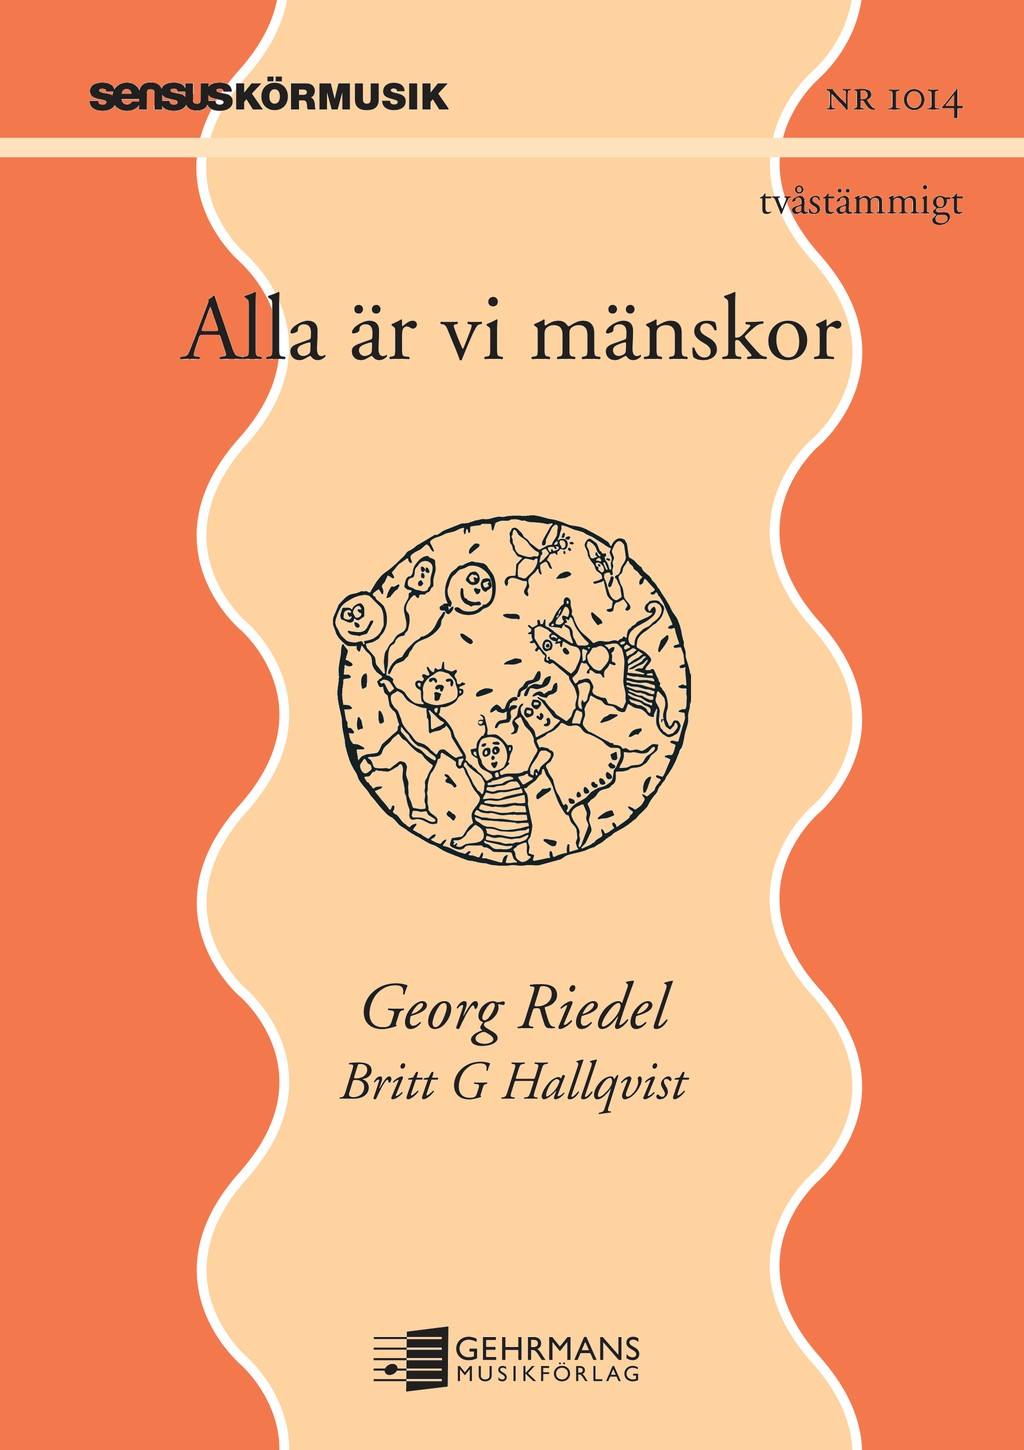 sensusKÖRMUSIK
NR 1014
tvåstämmigt
Alla är vi mänskor
Georg Riedel
Britt G Hallqvist
GEHRMANS
MUSIKFÖRLAG